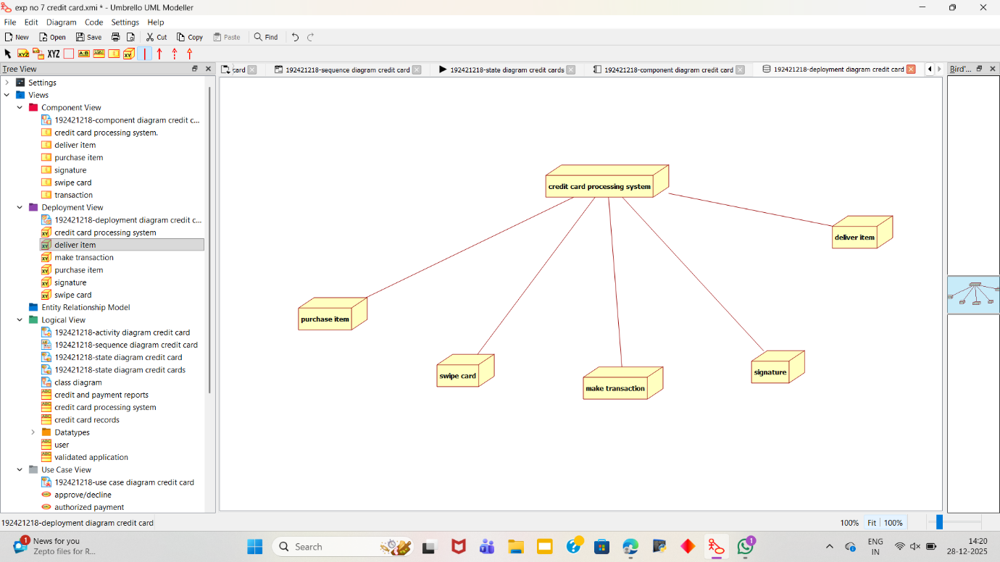 exp no 7 credit card.xmi * - Umbrello UML Modeller
File Edit Diagram Code Settings Help
New Open Save Cut Copy Paste Find
XYZ XYZ A:B ABC XY
Tree View
card 192421218-sequence diagram credit card 192421218-state diagram credit cards 192421218-component diagram credit card 192421218-deployment diagram credit card Bird'...
Settings
Views
Component View
192421218-component diagram credit c...
credit card processing system.
deliver item
purchase item
signature
swipe card
transaction
Deployment View
192421218-deployment diagram credit c...
credit card processing system
deliver item
make transaction
purchase item
signature
swipe card
Entity Relationship Model
Logical View
192421218-activity diagram credit card
192421218-sequence diagram credit card
192421218-state diagram credit card
192421218-state diagram credit cards
class diagram
credit and payment reports
credit card processing system
credit card records
Datatypes
user
validated application
Use Case View
192421218-use case diagram credit card
approve/decline
authorized payment
credit card processing system
deliver item
purchase item
swipe card
make transaction
signature
192421218-deployment diagram credit card
100% Fit 100%
1
News for you
Zepto files for R...
Search
1
ENG
IN
14:20
28-12-2025